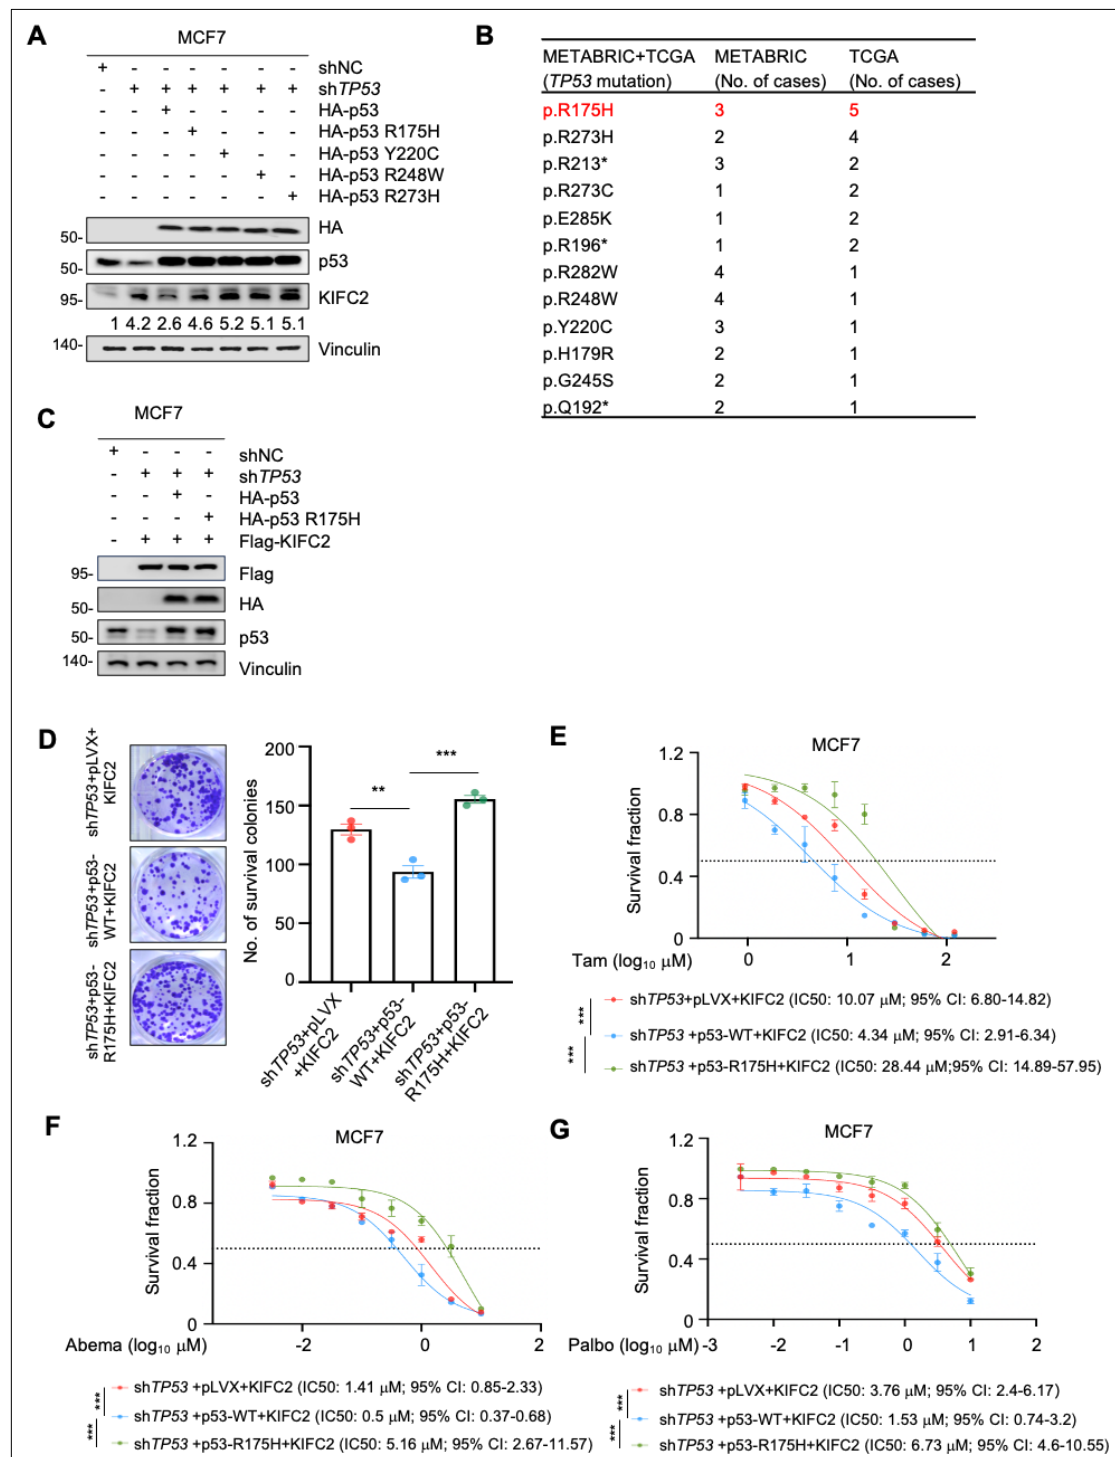 A
MCF7
+ - - - - - - shNC
- + + + + + + shTP53
- - + - - - - HA-p53
- - - + - - - HA-p53 R175H
- - - - + - - HA-p53 Y220C
- - - - - + - HA-p53 R248W
- - - - - - + HA-p53 R273H
50- HA
50- p53
95- KIFC2
1 4.2 2.6 4.6 5.2 5.1 5.1
140- Vinculin
B
METABRIC+TCGA METABRIC TCGA
(TP53 mutation) (No. of cases) (No. of cases)
p.R175H 3 5
p.R273H 2 4
p.R213* 3 2
p.R273C 1 2
p.E285K 1 2
p.R196* 1 2
p.R282W 4 1
p.R248W 4 1
p.Y220C 3 1
p.H179R 2 1
p.G245S 2 1
p.Q192* 2 1
C
MCF7
+ - - - shNC
- + + + shTP53
- - + - HA-p53
- - - + HA-p53 R175H
- + + + Flag-KIFC2
95- Flag
50- HA
50- p53
140- Vinculin
D
shTP53+pLVX+
KIFC2
shTP53+p53-
WT+KIFC2
shTP53+p53-
R175H+KIFC2
No. of survival colonies
200
150
100
50
0
** ***
shTP53+pLVX
+KIFC2
shTP53+p53-
WT+KIFC2
shTP53+p53-
R175H+KIFC2
E
MCF7
Survival fraction
1.2
0.8
0.4
0
Tam (log10 μM) 0 1 2
*** shTP53+pLVX+KIFC2 (IC50: 10.07 μM; 95% CI: 6.80-14.82)
shTP53 +p53-WT+KIFC2 (IC50: 4.34 μM; 95% CI: 2.91-6.34)
*** shTP53 +p53-R175H+KIFC2 (IC50: 28.44 μM;95% CI: 14.89-57.95)
F
MCF7
Survival fraction
1.2
0.8
0.4
0
Abema (log10 μM) -2 0 2
*** shTP53 +pLVX+KIFC2 (IC50: 1.41 μM; 95% CI: 0.85-2.33)
shTP53 +p53-WT+KIFC2 (IC50: 0.5 μM; 95% CI: 0.37-0.68)
*** shTP53 +p53-R175H+KIFC2 (IC50: 5.16 μM; 95% CI: 2.67-11.57)
G
MCF7
Survival fraction
1.2
0.8
0.4
0
Palbo (log10 μM) -3 -2 -1 0 1 2
*** shTP53 +pLVX+KIFC2 (IC50: 3.76 μM; 95% CI: 2.4-6.17)
shTP53 +p53-WT+KIFC2 (IC50: 1.53 μM; 95% CI: 0.74-3.2)
*** shTP53 +p53-R175H+KIFC2 (IC50: 6.73 μM; 95% CI: 4.6-10.55)